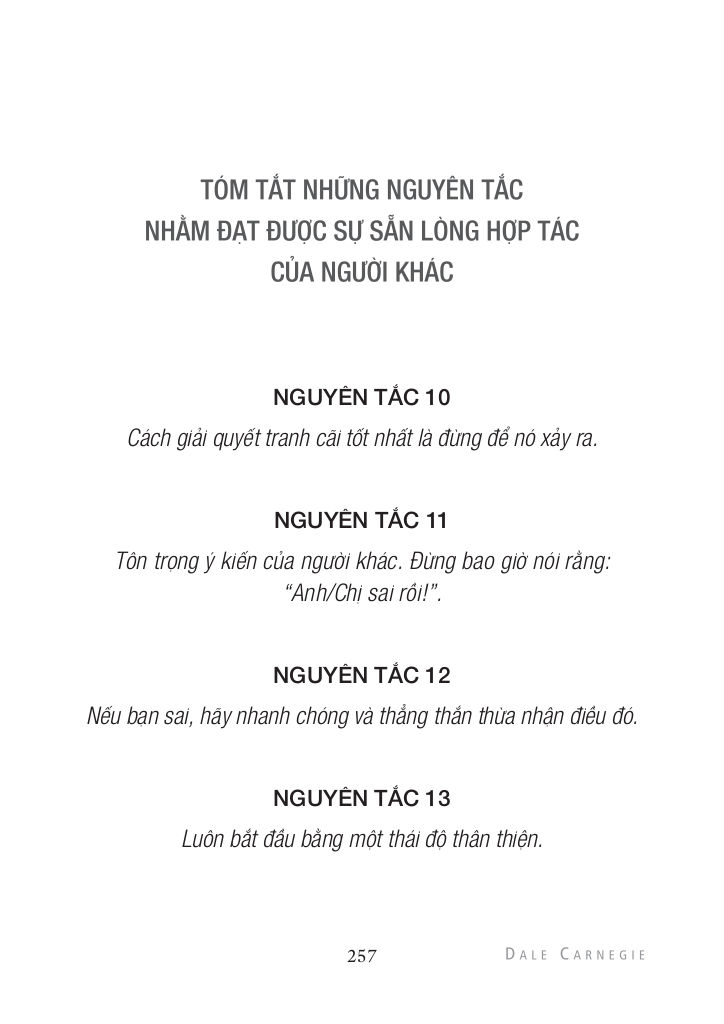 TÓM TẮT NHỮNG NGUYÊN TẮC
NHẰM ĐẠT ĐƯỢC SỰ SẴN LÒNG HỢP TÁC
CỦA NGƯỜI KHÁC
NGUYÊN TẮC 10
Cách giải quyết tranh cãi tốt nhất là đừng để nó xảy ra.
NGUYÊN TẮC 11
Tôn trọng ý kiến của người khác. Đừng bao giờ nói rằng:
“Anh/Chị sai rồi!”.
NGUYÊN TẮC 12
Nếu bạn sai, hãy nhanh chóng và thẳng thắn thừa nhận điều đó.
NGUYÊN TẮC 13
Luôn bắt đầu bằng một thái độ thân thiện.
257 DALE CARNEGIE